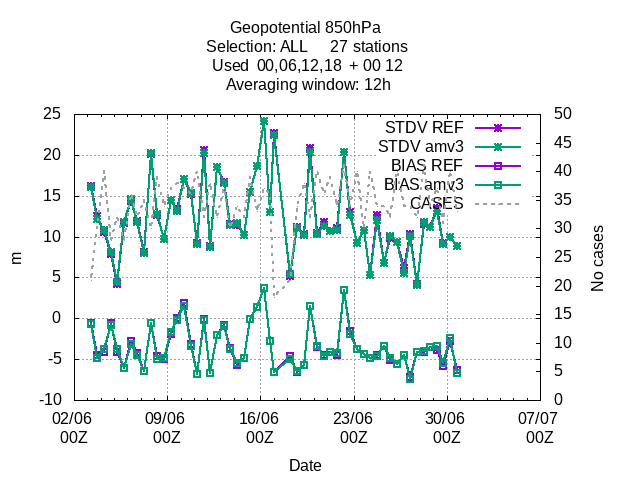 Geopotential 850hPa
Selection: ALL 27 stations
Used 00,06,12,18 + 00 12
Averaging window: 12h
25
20
15
10
5
0
-5
-10
m
50
45
40
35
30
25
20
15
10
5
0
No cases
STDV REF
STDV amv3
BIAS REF
BIAS amv3
CASES
02/06 09/06 16/06 23/06 30/06 07/07
00Z 00Z 00Z 00Z 00Z 00Z
Date